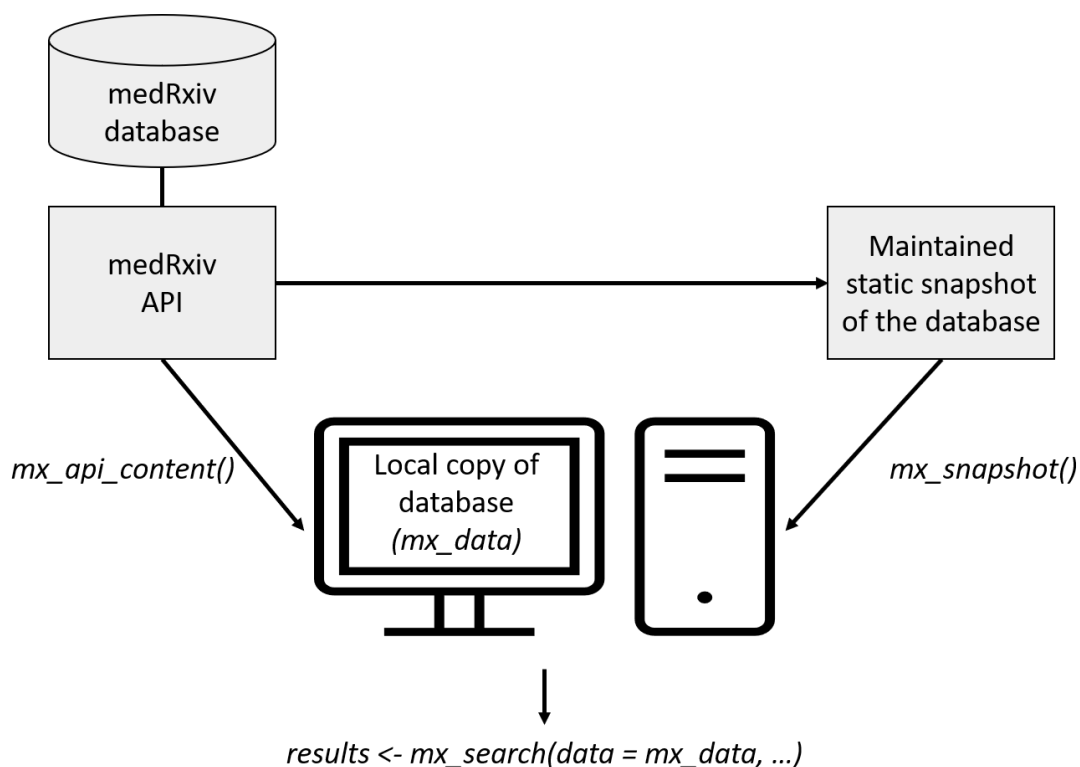 medRxiv
database
medRxiv
API
Maintained
static snapshot
of the database
mx_api_content()
Local copy of
database
(mx_data)
mx_snapshot()
results <- mx_search(data = mx_data, ...)